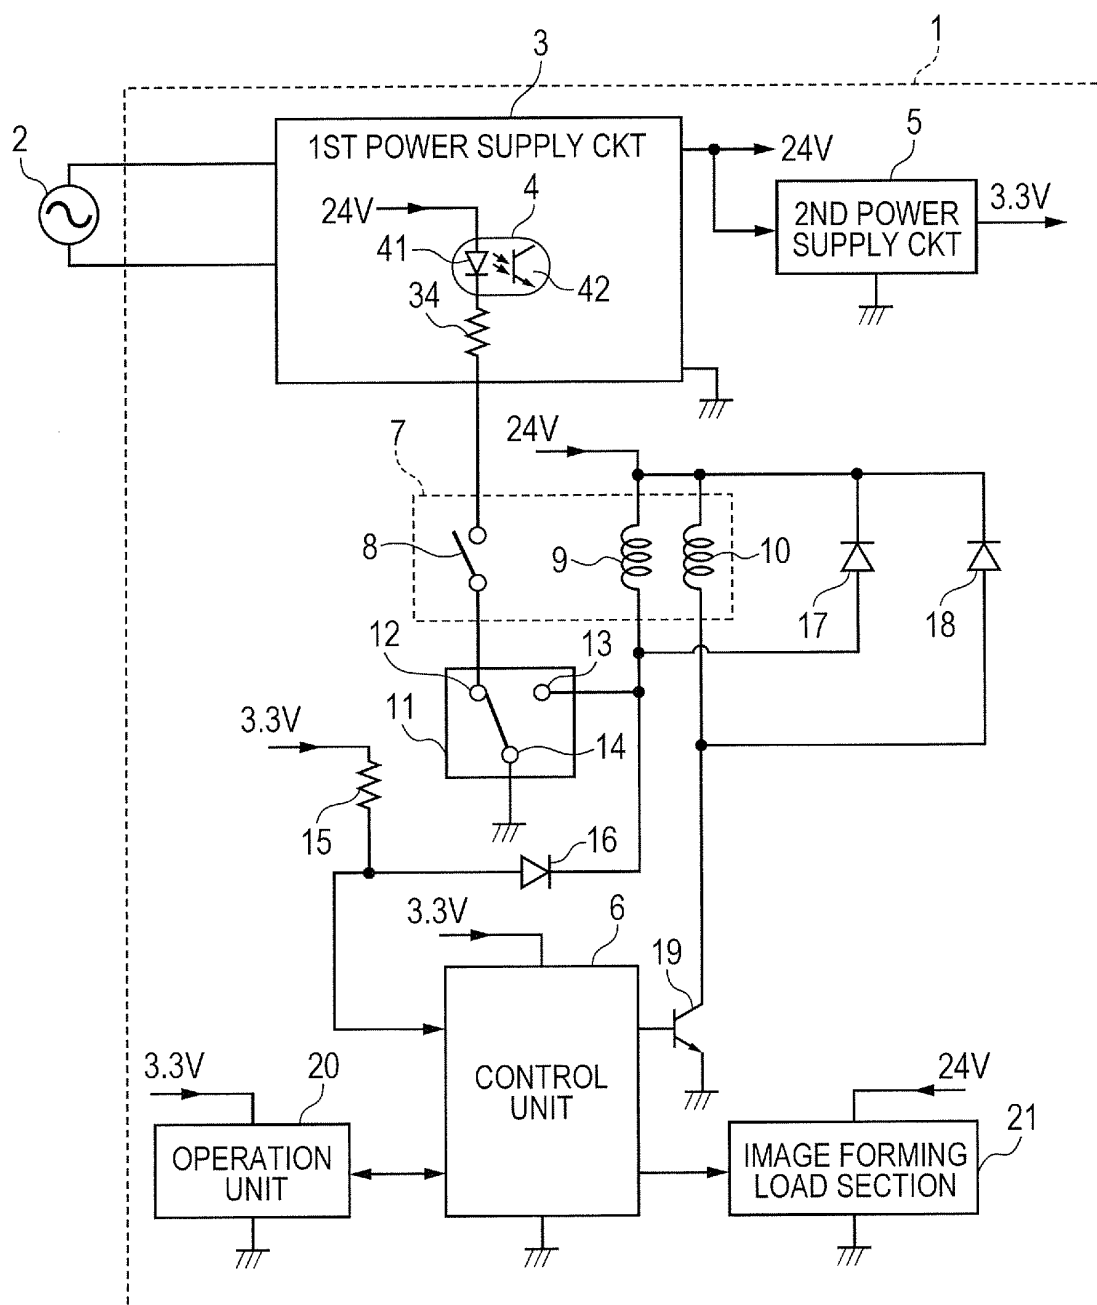 1
3
2
5
1ST POWER SUPPLY CKT
24V
3.3V
2ND POWER
SUPPLY CKT
4
24V
41
42
34
7
24V
8
9
10
17
18
12
13
11
14
3.3V
15
16
3.3V
6
19
CONTROL
UNIT
3.3V
20
24V
21
OPERATION
UNIT
IMAGE FORMING
LOAD SECTION